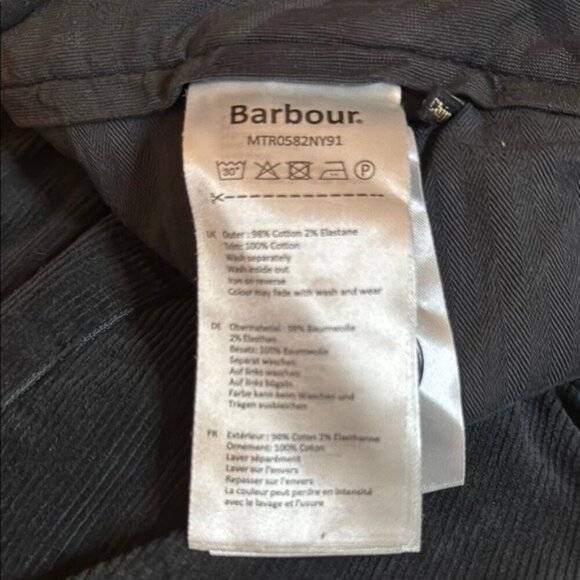 Barbour.
MTR0582NY91
30°
P
UK Outer : 98% Cotton 2% Elastane
Trim: 100% Cotton
Wash separately
Wash inside out
Iron on reverse
Colour may fade with wash and wear
DE Obermaterial : 98% Baumwolle
2% Elasthan
Besatz: 100% Baumwolle
Separat waschen
Auf links waschen
Auf links bügeln
Farbe kann beim Waschen und
Tragen ausbleichen
FR Extérieur : 98% Coton 2% Élasthanne
Ornement: 100% Coton
Laver séparément
Laver sur l'envers
Repasser sur l'envers
La couleur peut perdre en intensité
avec le lavage et l'usure